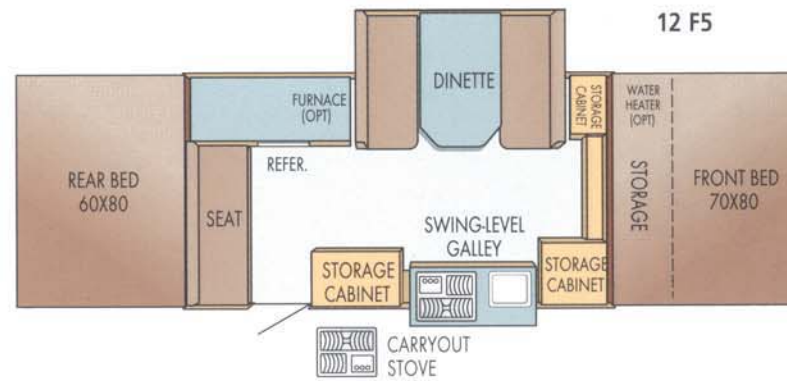 12 F5
DINETTE
FURNACE
(OPT)
STORAGE
CABINET
WATER
HEATER
(OPT)
REAR BED
60X80
REFER.
SEAT
STORAGE
FRONT BED
70X80
SWING-LEVEL
GALLEY
STORAGE
CABINET
STORAGE
CABINET
CARRYOUT
STOVE